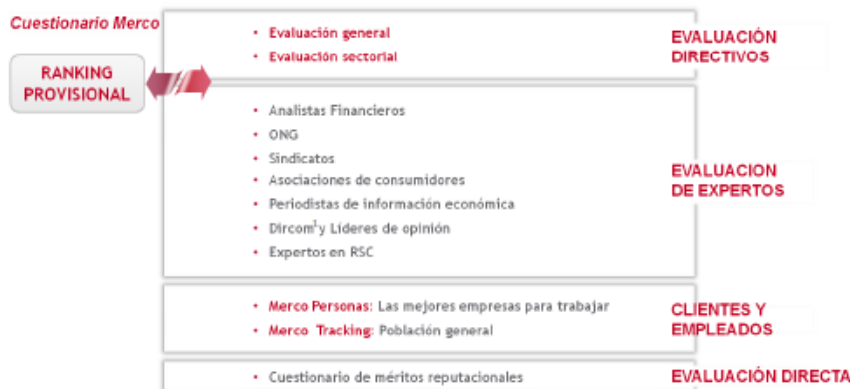 Cuestionario Merco
RANKING
PROVISIONAL
• Evaluación general
• Evaluación sectorial
EVALUACIÓN
DIRECTIVOS
• Analistas Financieros
• ONG
• Sindicatos
• Asociaciones de consumidores
• Periodistas de información económica
• Dircom¹y Líderes de opinión
• Expertos en RSC
EVALUACION
DE EXPERTOS
• Merco Personas: Las mejores empresas para trabajar
• Merco Tracking: Población general
CLIENTES Y
EMPLEADOS
• Cuestionario de méritos reputacionales
EVALUACIÓN DIRECTA